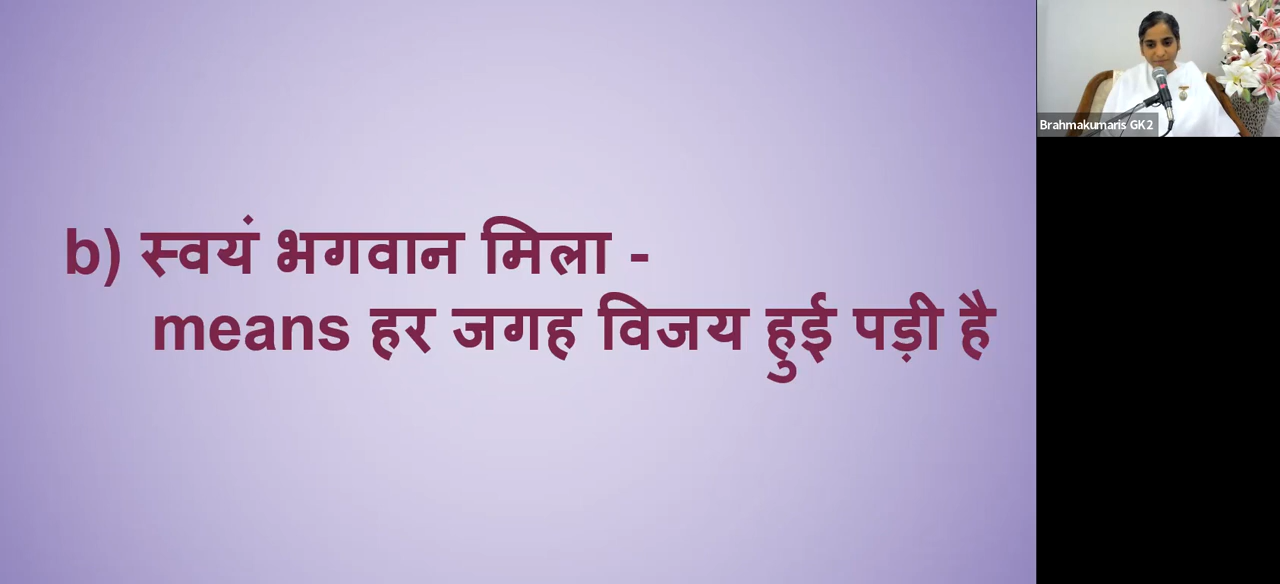 b) स्वयं भगवान मिला -
means हर जगह विजय हुई पड़ी है
Brahmakumaris GK2